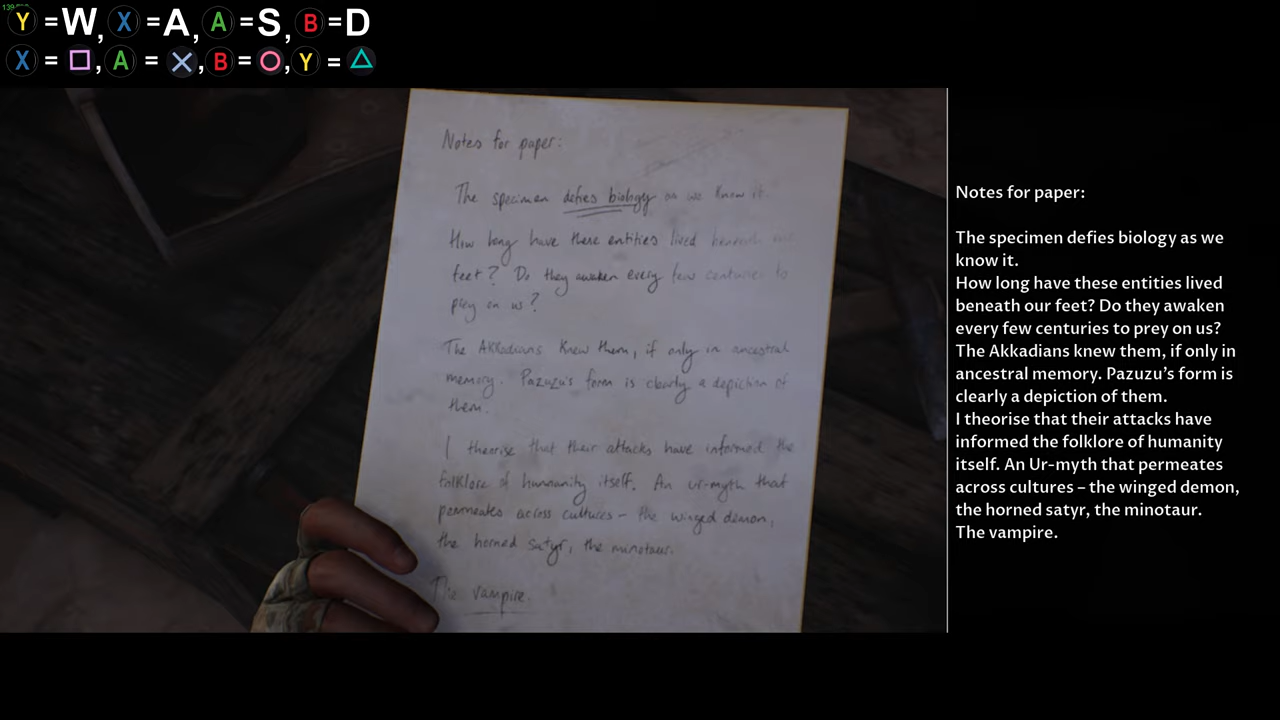 139
Y = W, X = A, A = S, B = D
X = □, A = ✕, B = ○, Y = △
Notes for paper:
The specimen defies biology as we know it.
How long have these entities lived beneath our
feet? Do they awaken every few centuries to
prey on us?
The Akkadians knew them, if only in ancestral
memory. Pazuzu's form is clearly a depiction of
them.
I theorise that their attacks have informed the
folklore of humanity itself. An ur-myth that
permeates across cultures – the winged demon,
the horned satyr, the minotaur.
The vampire.
Notes for paper:
The specimen defies biology as we
know it.
How long have these entities lived
beneath our feet? Do they awaken
every few centuries to prey on us?
The Akkadians knew them, if only in
ancestral memory. Pazuzu’s form is
clearly a depiction of them.
I theorise that their attacks have
informed the folklore of humanity
itself. An Ur-myth that permeates
across cultures – the winged demon,
the horned satyr, the minotaur.
The vampire.